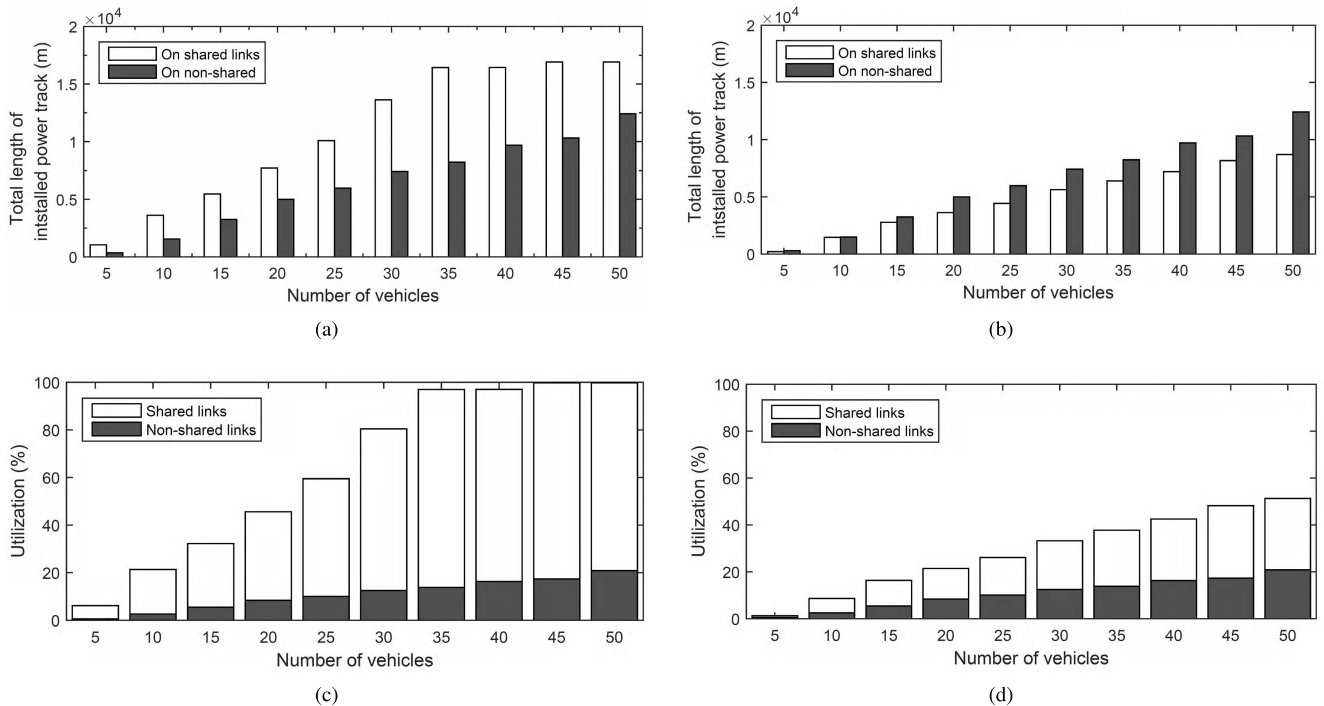 ×10⁴
2
1.5
1
0.5
0
Total length of
intstalled power track (m)
On shared links
On non-shared
5 10 15 20 25 30 35 40 45 50
Number of vehicles
(a)
×10⁴
2
1.5
1
0.5
0
Total length of
intstalled power track (m)
On shared links
On non-shared
5 10 15 20 25 30 35 40 45 50
Number of vehicles
(b)
100
80
60
40
20
0
Utilization (%)
Shared links
Non-shared links
5 10 15 20 25 30 35 40 45 50
Number of vehicles
(c)
100
80
60
40
20
0
Utilization (%)
Shared links
Non-shared links
5 10 15 20 25 30 35 40 45 50
Number of vehicles
(d)